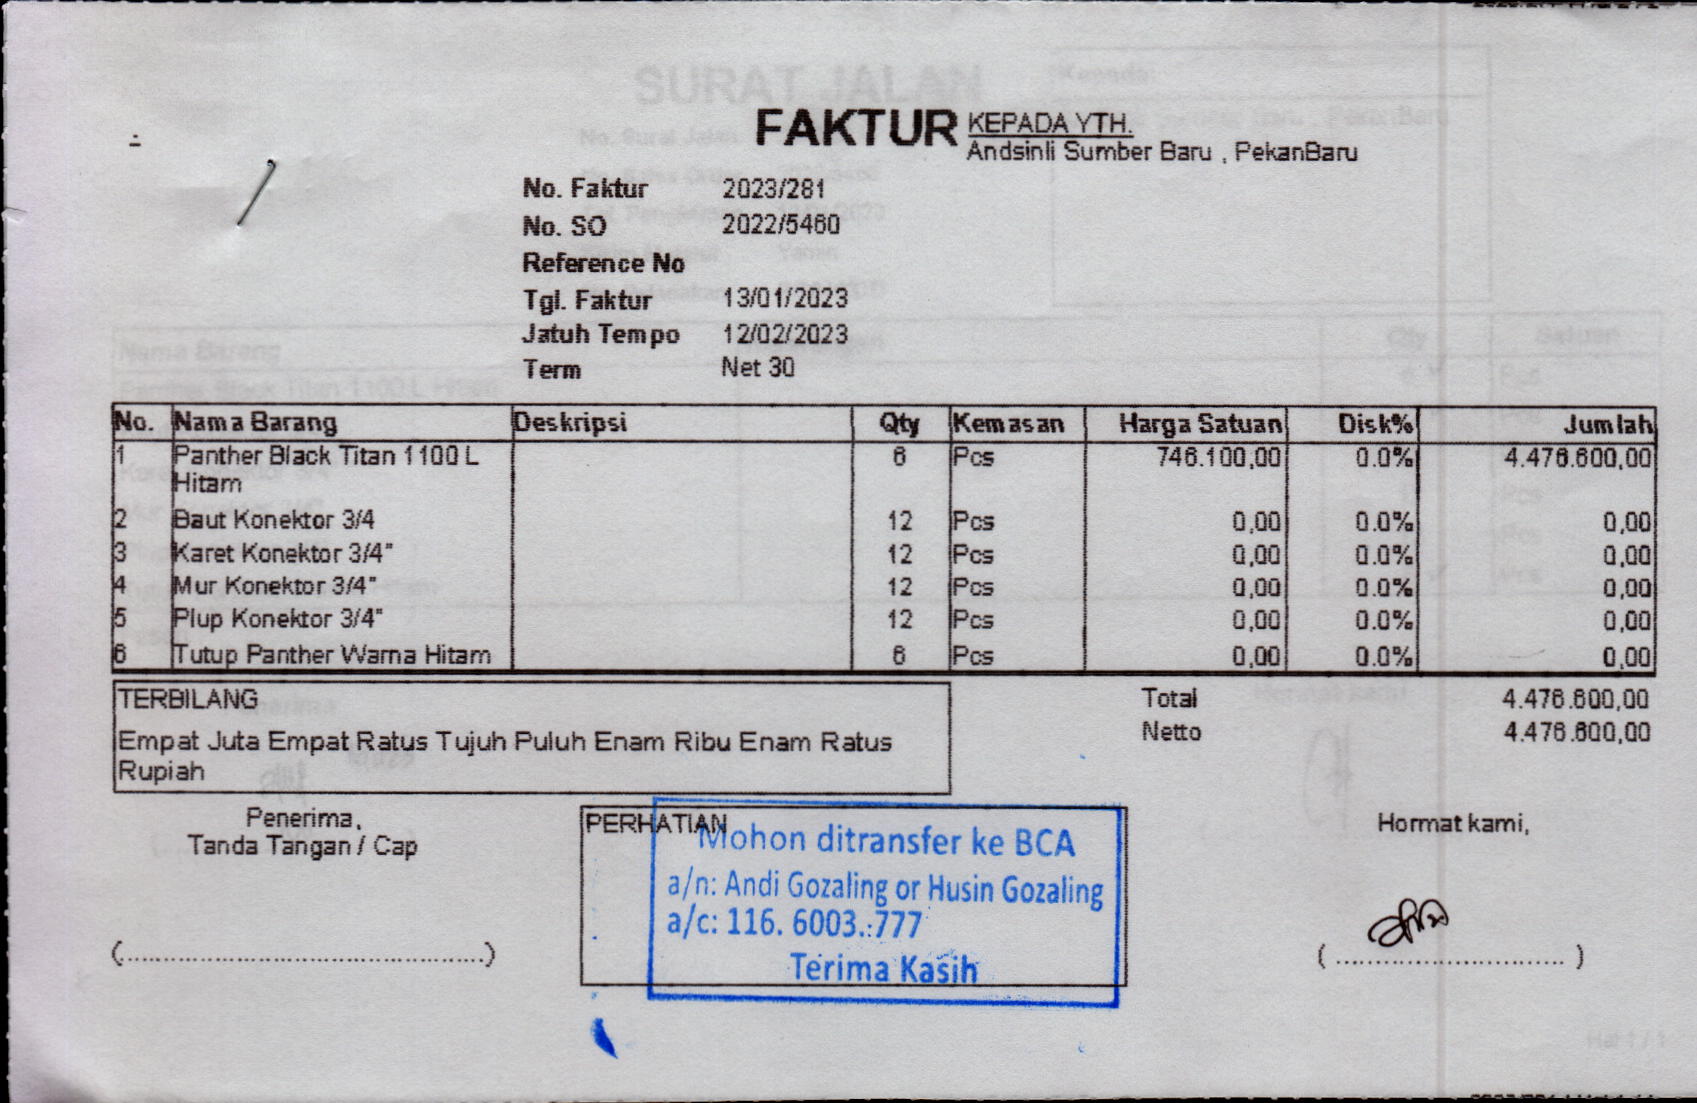 FAKTUR
KEPADA YTH.
Andsinli Sumber Baru , PekanBaru
No. Faktur 2023/281
No. SO 2022/5460
Reference No
Tgl. Faktur 13/01/2023
Jatuh Tempo 12/02/2023
Term Net 30
No. Nama Barang Deskripsi Qty Kemasan Harga Satuan Disk% Jumlah
1 Panther Black Titan 1100 L 6 Pcs 746.100,00 0.0% 4.476.600,00
Hitam
2 Baut Konektor 3/4 12 Pcs 0,00 0.0% 0,00
3 Karet Konektor 3/4" 12 Pcs 0,00 0.0% 0,00
4 Mur Konektor 3/4" 12 Pcs 0,00 0.0% 0,00
5 Plup Konektor 3/4" 12 Pcs 0,00 0.0% 0,00
6 Tutup Panther Warna Hitam 6 Pcs 0,00 0.0% 0,00
TERBILANG
Empat Juta Empat Ratus Tujuh Puluh Enam Ribu Enam Ratus
Rupiah
Total 4.476.600,00
Netto 4.476.600,00
Penerima,
Tanda Tangan / Cap
(..............................................)
PERHATIAN
Mohon ditransfer ke BCA
a/n: Andi Gozaling or Husin Gozaling
a/c: 116. 6003.:777
Terima Kasih
Hormat kami,
( ............................. )